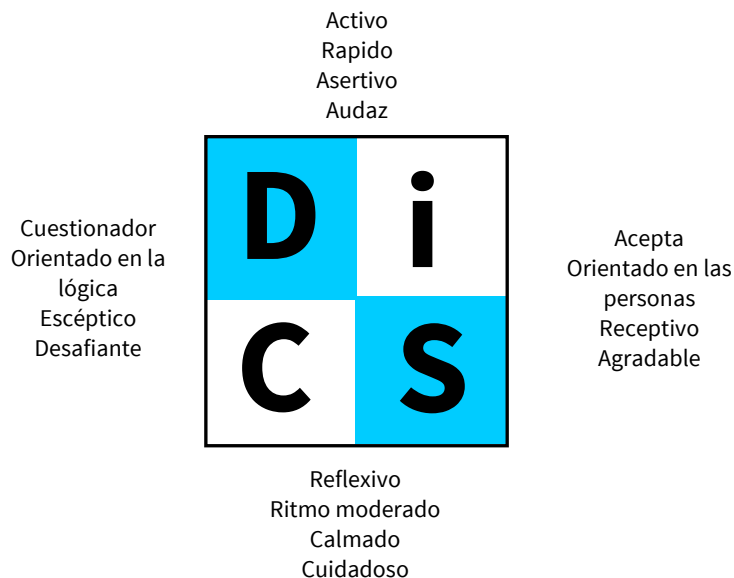 Activo
Rapido
Asertivo
Audaz
D i
Cuestionador
Orientado en la
lógica
Escéptico
Desafiante
Acepta
Orientado en las
personas
Receptivo
Agradable
C S
Reflexivo
Ritmo moderado
Calmado
Cuidadoso